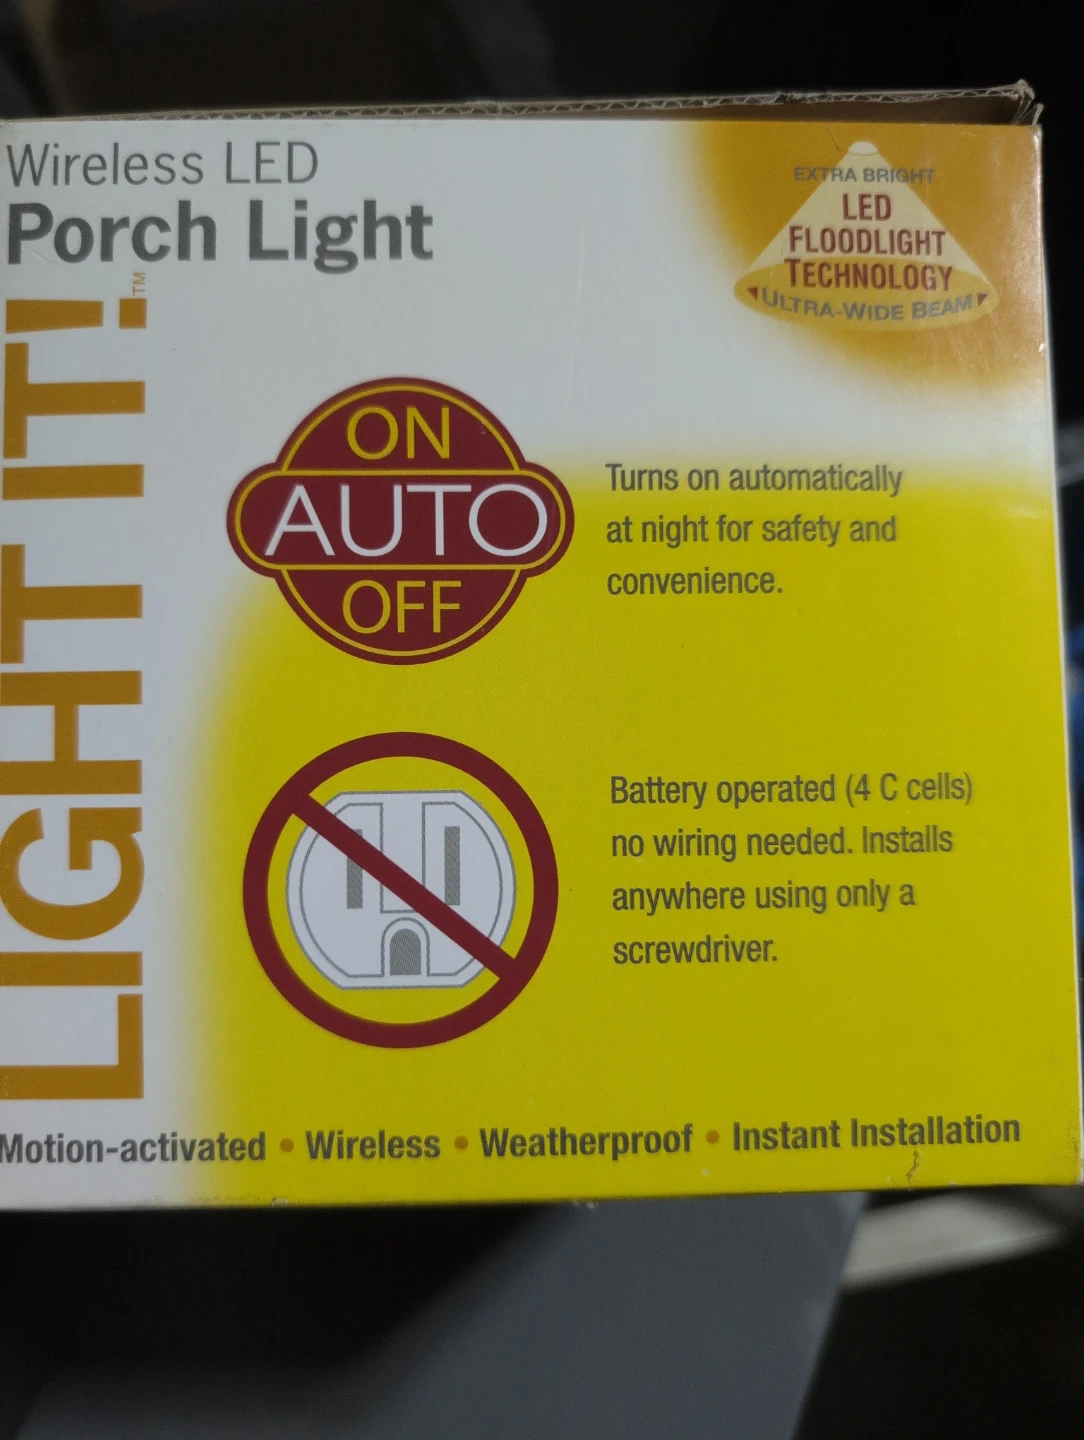 Wireless LED
Porch Light
LIGHT IT!™
EXTRA BRIGHT
LED
FLOODLIGHT
TECHNOLOGY
ULTRA-WIDE BEAM
ON
AUTO
OFF
Turns on automatically
at night for safety and
convenience.
Battery operated (4 C cells)
no wiring needed. Installs
anywhere using only a
screwdriver.
Motion-activated • Wireless • Weatherproof • Instant Installation